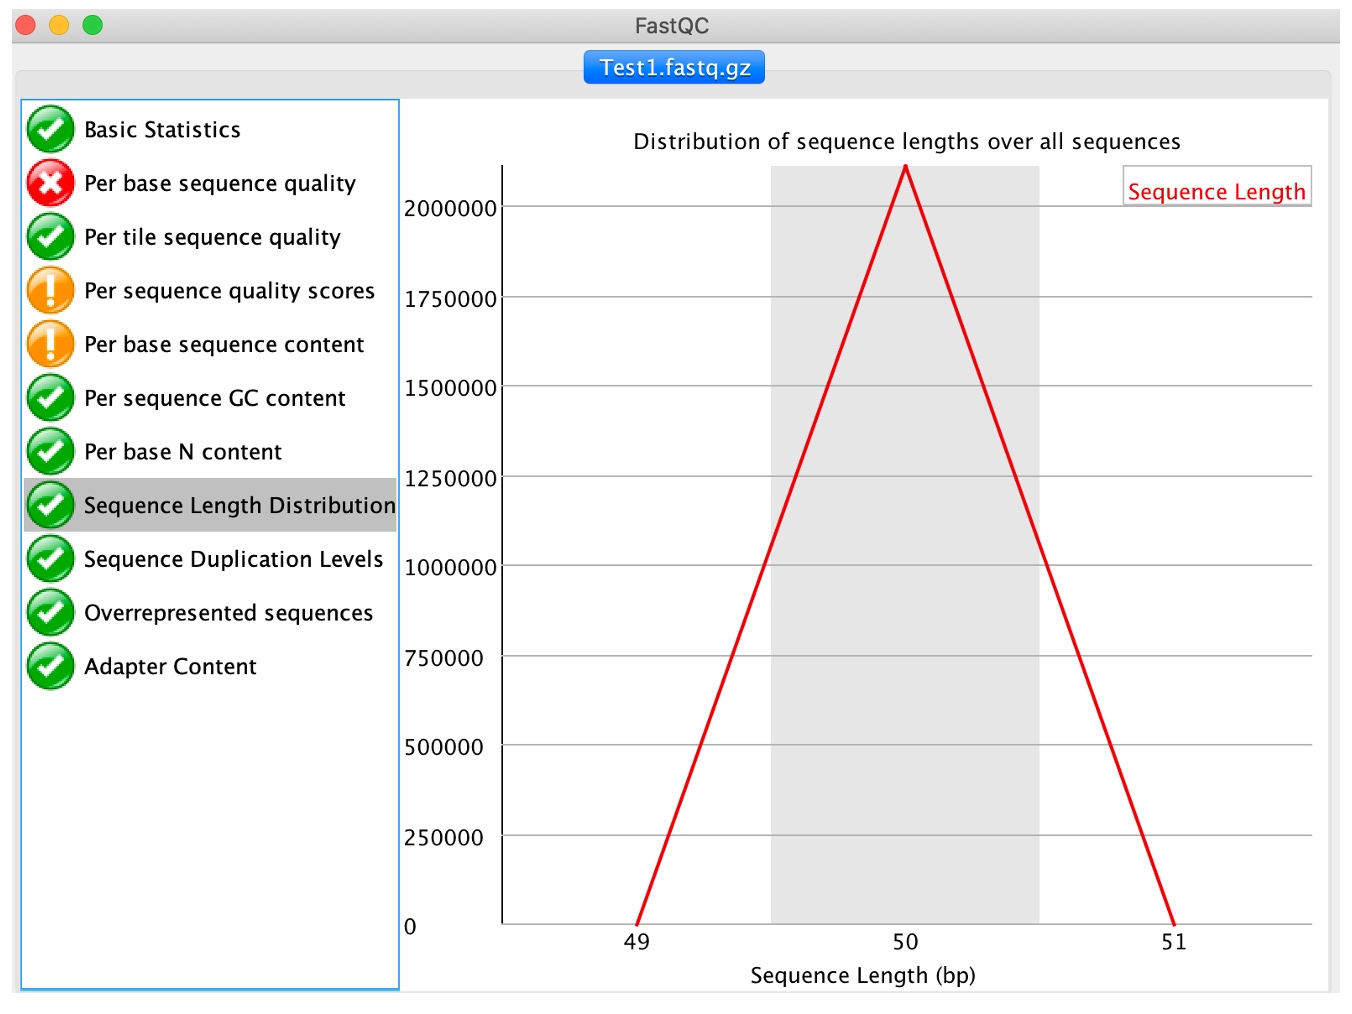 FastQC
Test1.fastq.gz
Basic Statistics
Per base sequence quality
Per tile sequence quality
Per sequence quality scores
Per base sequence content
Per sequence GC content
Per base N content
Sequence Length Distribution
Sequence Duplication Levels
Overrepresented sequences
Adapter Content
Distribution of sequence lengths over all sequences
Sequence Length
2000000
1750000
1500000
1250000
1000000
750000
500000
250000
0
49 50 51
Sequence Length (bp)